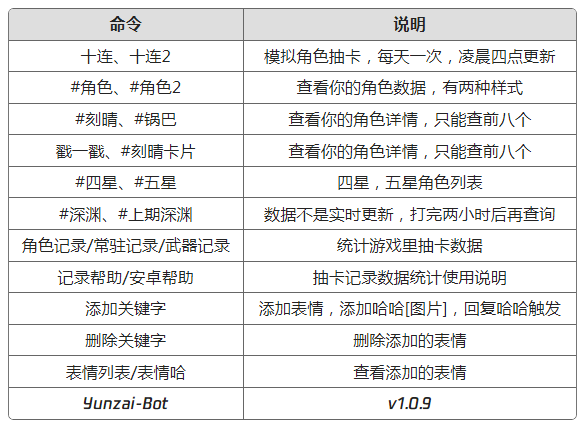 命令 说明
十连、十连2 模拟角色抽卡，每天一次，凌晨四点更新
#角色、#角色2 查看你的角色数据，有两种样式
#刻晴、#锅巴 查看你的角色详情，只能查前八个
戳一戳、#刻晴卡片 查看你的角色详情，只能查前八个
#四星、#五星 四星，五星角色列表
#深渊、#上期深渊 数据不是实时更新，打完两小时后再查询
角色记录/常驻记录/武器记录 统计游戏里抽卡数据
记录帮助/安卓帮助 抽卡记录数据统计使用说明
添加关键字 添加表情，添加哈哈[图片]，回复哈哈触发
删除关键字 删除添加的表情
表情列表/表情哈 查看添加的表情
Yunzai-Bot v1.0.9